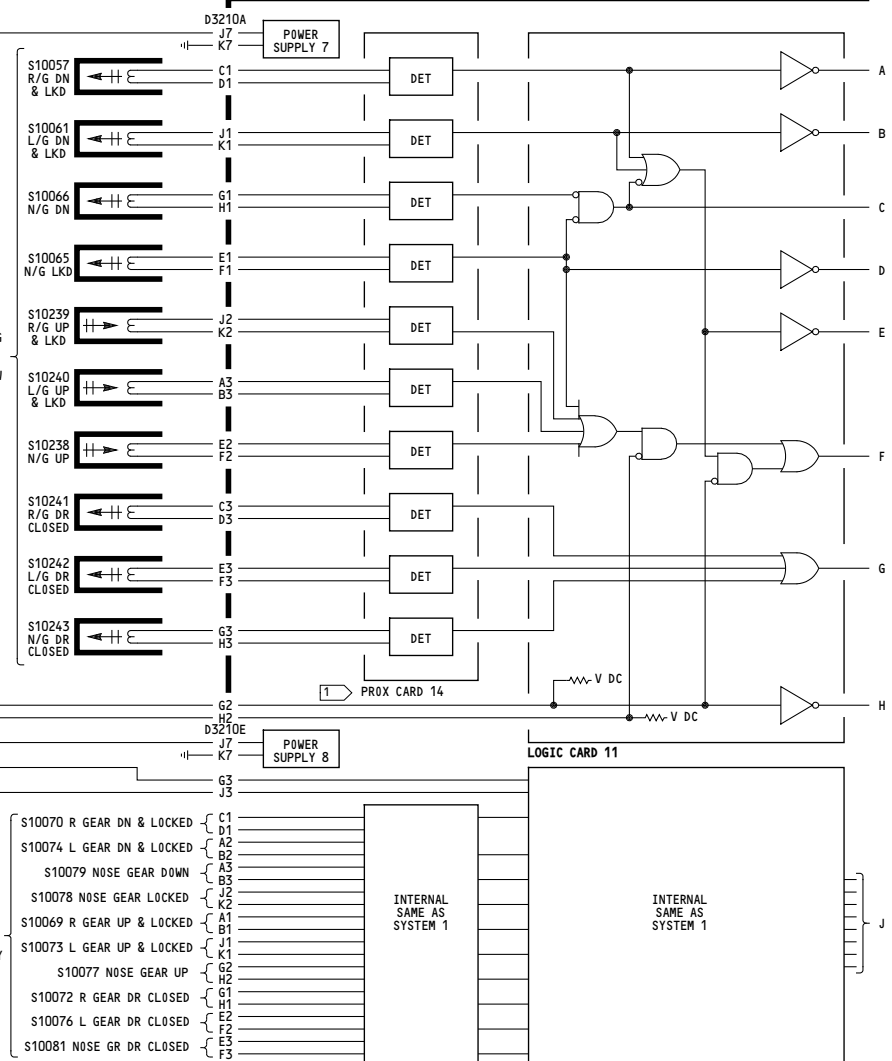 D3210A
J7
K7
POWER
SUPPLY 7
S10057
R/G DN
& LKD
C1
D1
DET
A
S10061
L/G DN
& LKD
J1
K1
DET
B
S10066
N/G DN
G1
H1
DET
C
S10065
N/G LKD
E1
F1
DET
D
S10239
R/G UP
& LKD
J2
K2
DET
E
S10240
L/G UP
& LKD
A3
B3
DET
S10238
N/G UP
E2
F2
DET
F
S10241
R/G DR
CLOSED
C3
D3
DET
S10242
L/G DR
CLOSED
E3
F3
DET
G
S10243
N/G DR
CLOSED
G3
H3
DET
1 PROX CARD 14
V DC
G2
H
H2
V DC
D3210E
J7
K7
POWER
SUPPLY 8
LOGIC CARD 11
G3
J3
S10070 R GEAR DN & LOCKED
C1
D1
S10074 L GEAR DN & LOCKED
A2
B2
S10079 NOSE GEAR DOWN
A3
B3
S10078 NOSE GEAR LOCKED
J2
K2
S10069 R GEAR UP & LOCKED
A1
B1
S10073 L GEAR UP & LOCKED
J1
K1
S10077 NOSE GEAR UP
G2
H2
S10072 R GEAR DR CLOSED
G1
H1
S10076 L GEAR DR CLOSED
E2
F2
S10081 NOSE GR DR CLOSED
E3
F3
INTERNAL
SAME AS
SYSTEM 1
INTERNAL
SAME AS
SYSTEM 1
J